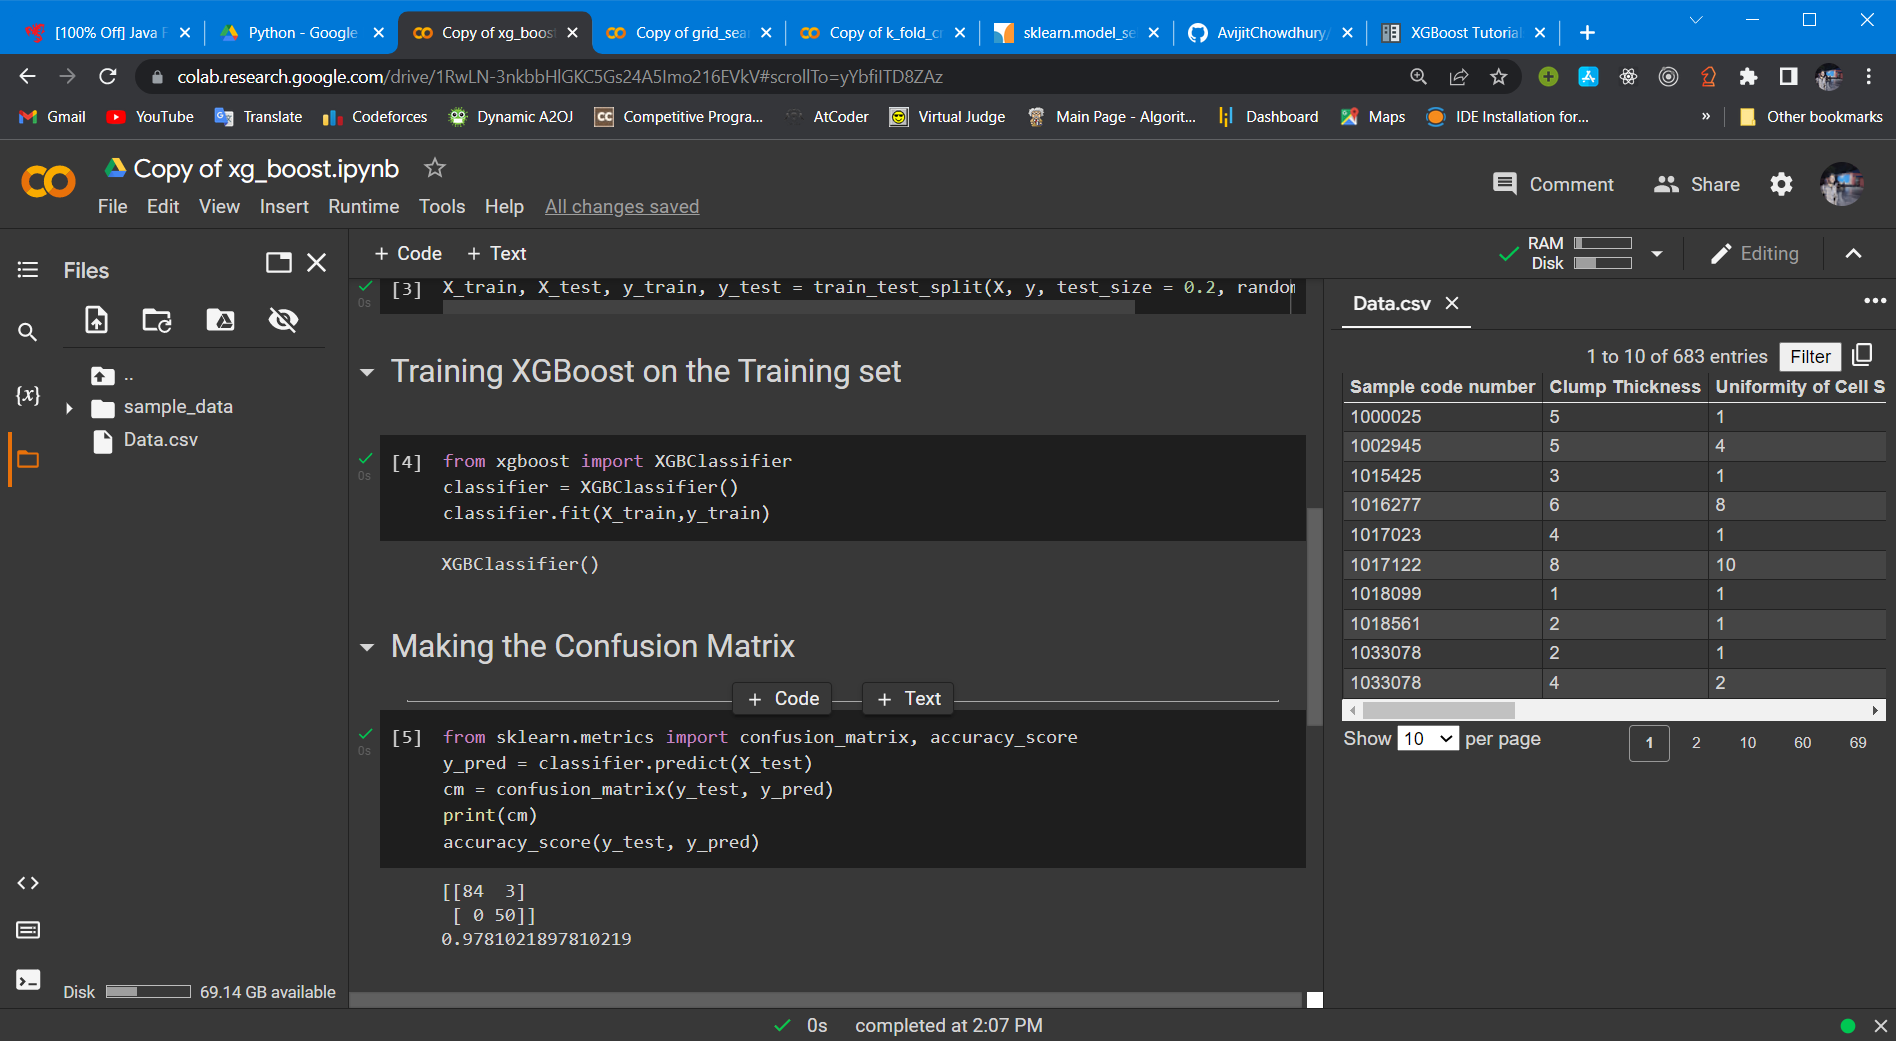 [100% Off] Java F
Python - Google
Copy of xg_boost
Copy of grid_sea
Copy of k_fold_c
sklearn.model_se
AvijitChowdhury/
XGBoost Tutorial
colab.research.google.com/drive/1RwLN-3nkbbHlGKC5Gs24A5Imo216EVkV#scrollTo=yYbfiITD8ZAz
Gmail
YouTube
Translate
Codeforces
Dynamic A2OJ
CC
Competitive Progra...
AtCoder
Virtual Judge
Main Page - Algorit...
Dashboard
Maps
IDE Installation for...
»
Other bookmarks
Copy of xg_boost.ipynb
Comment
Share
File Edit View Insert Runtime Tools Help All changes saved
Files
+ Code + Text
RAM
Disk
Editing
..
sample_data
Data.csv
{x}
0s
[3] X_train, X_test, y_train, y_test = train_test_split(X, y, test_size = 0.2, random
Training XGBoost on the Training set
0s
[4] from xgboost import XGBClassifier
classifier = XGBClassifier()
classifier.fit(X_train,y_train)
XGBClassifier()
Making the Confusion Matrix
+ Code + Text
0s
[5] from sklearn.metrics import confusion_matrix, accuracy_score
y_pred = classifier.predict(X_test)
cm = confusion_matrix(y_test, y_pred)
print(cm)
accuracy_score(y_test, y_pred)
[[84  3]
[ 0 50]]
0.9781021897810219
Data.csv
1 to 10 of 683 entries Filter
Sample code number Clump Thickness Uniformity of Cell S
1000025 5 1
1002945 5 4
1015425 3 1
1016277 6 8
1017023 4 1
1017122 8 10
1018099 1 1
1018561 2 1
1033078 2 1
1033078 4 2
Show 10 per page 1 2 10 60 69
Disk 69.14 GB available
0s completed at 2:07 PM